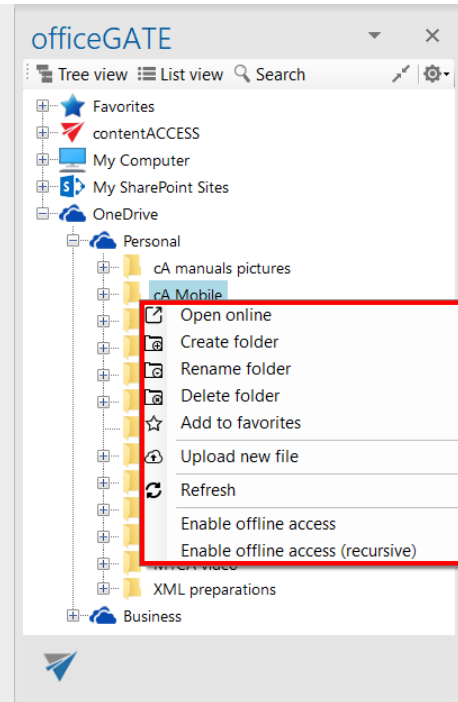 officeGATE
Tree view List view Search
Favorites
contentACCESS
My Computer
My SharePoint Sites
OneDrive
Personal
cA manuals pictures
cA Mobile
Open online
Create folder
Rename folder
Delete folder
Add to favorites
Upload new file
Refresh
Enable offline access
Enable offline access (recursive)
XML preparations
Business